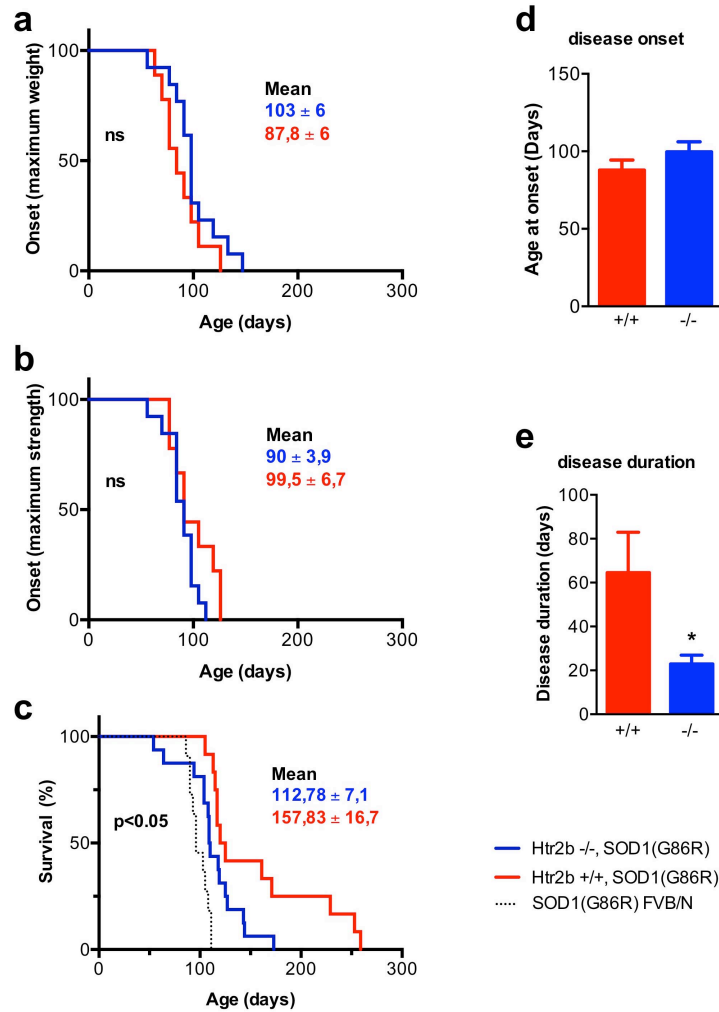 a
Onset (maximum weight)
100
50
0
ns
Mean
103 ± 6
87,8 ± 6
0 100 200 300
Age (days)
b
Onset (maximum strength)
100
50
0
ns
Mean
90 ± 3,9
99,5 ± 6,7
0 100 200 300
Age (days)
c
Survival (%)
100
50
0
p<0.05
Mean
112,78 ± 7,1
157,83 ± 16,7
0 100 200 300
Age (days)
d
disease onset
Age at onset (Days)
150
100
50
0
+/+ -/-
e
disease duration
Disease duration (days)
100
80
60
40
20
0
*
+/+ -/-
Htr2b -/-, SOD1(G86R)
Htr2b +/+, SOD1(G86R)
SOD1(G86R) FVB/N